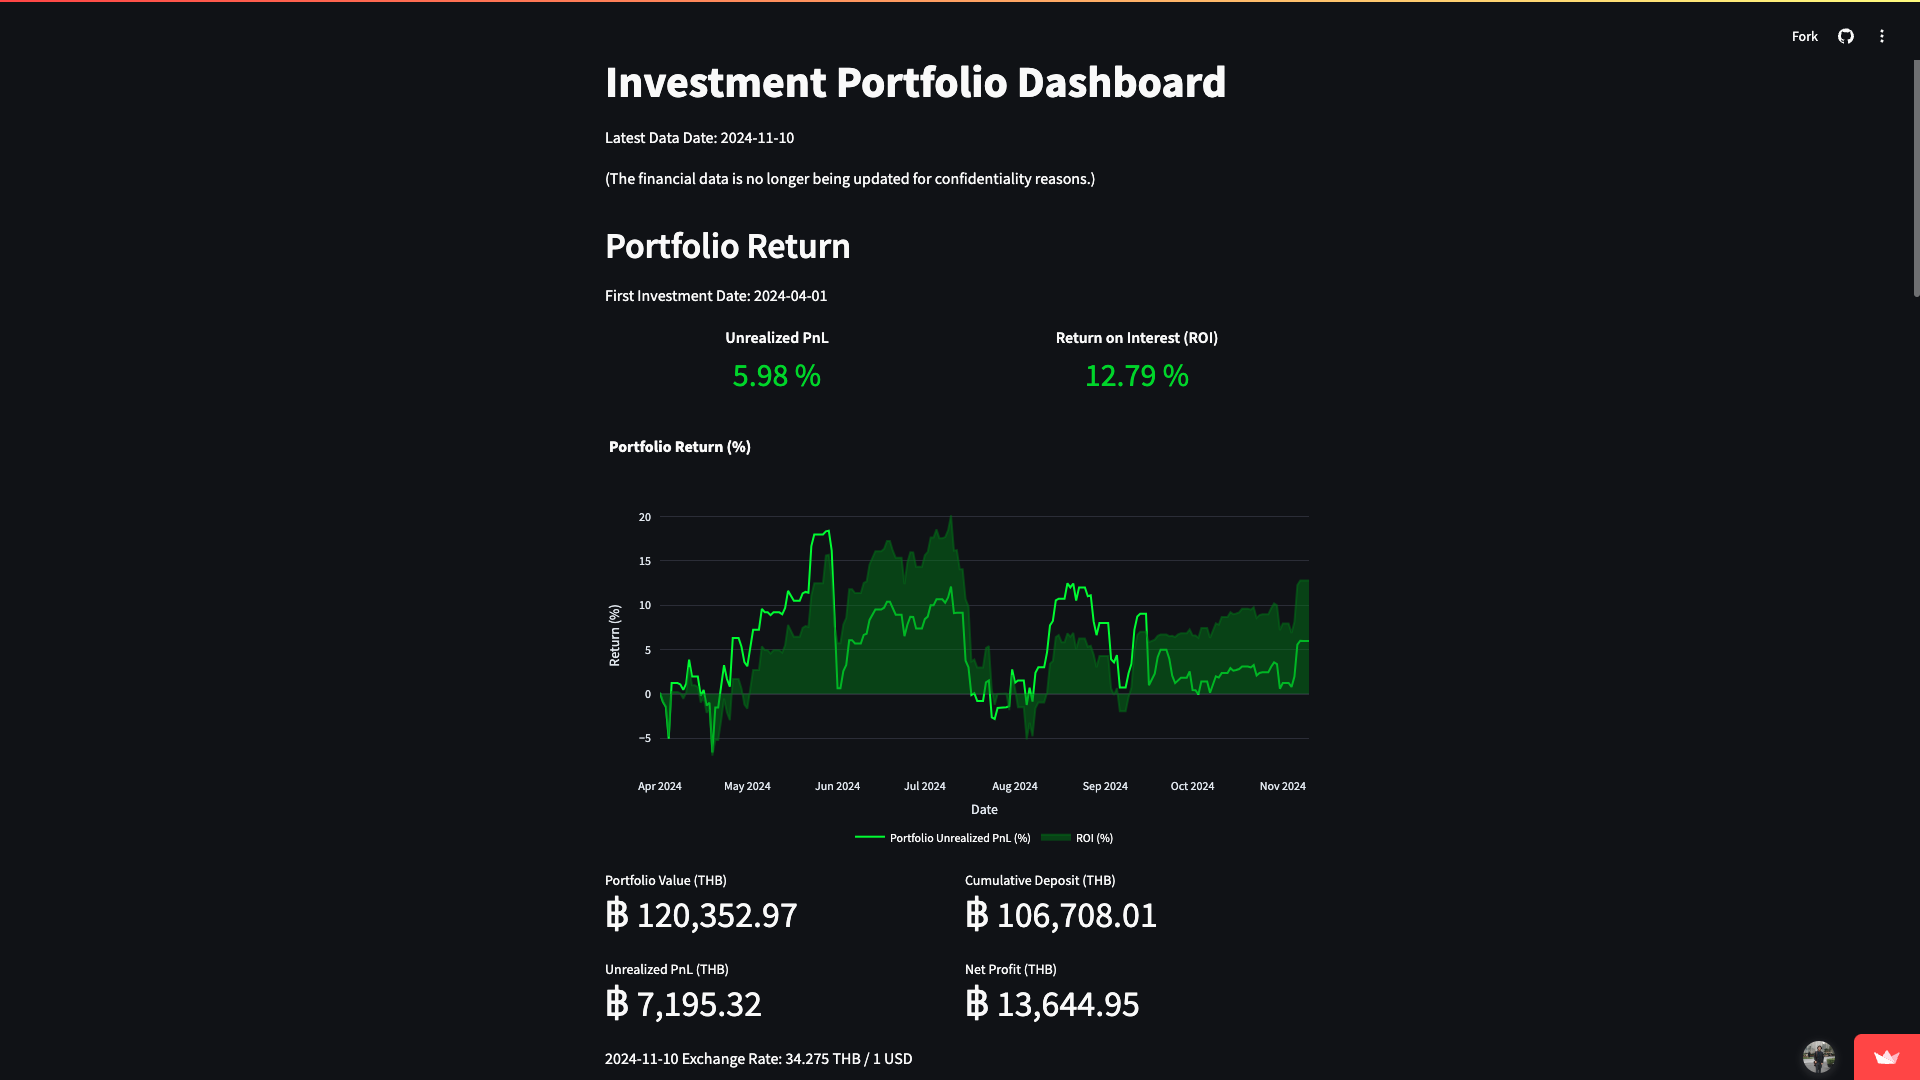 Fork
Investment Portfolio Dashboard
Latest Data Date: 2024-11-10
(The financial data is no longer being updated for confidentiality reasons.)
Portfolio Return
First Investment Date: 2024-04-01
Unrealized PnL
5.98 %
Return on Interest (ROI)
12.79 %
Portfolio Return (%)
Return (%)
20
15
10
5
0
−5
Apr 2024 May 2024 Jun 2024 Jul 2024 Aug 2024 Sep 2024 Oct 2024 Nov 2024
Date
Portfolio Unrealized PnL (%) ROI (%)
Portfolio Value (THB)
฿ 120,352.97
Cumulative Deposit (THB)
฿ 106,708.01
Unrealized PnL (THB)
฿ 7,195.32
Net Profit (THB)
฿ 13,644.95
2024-11-10 Exchange Rate: 34.275 THB / 1 USD